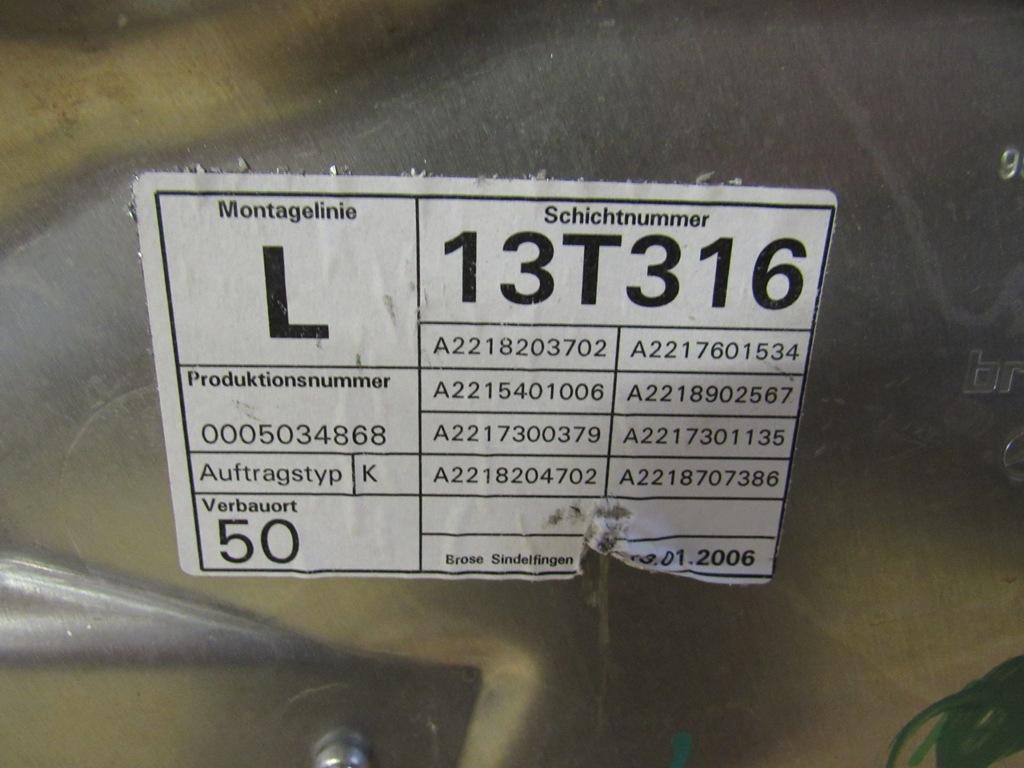 Montagelinie
L
Schichtnummer
13T316
A2218203702 A2217601534
Produktionsnummer
0005034868
A2215401006 A2218902567
A2217300379 A2217301135
Auftragstyp K
A2218204702 A2218707386
Verbauort
50
Brose Sindelfingen
.01.2006